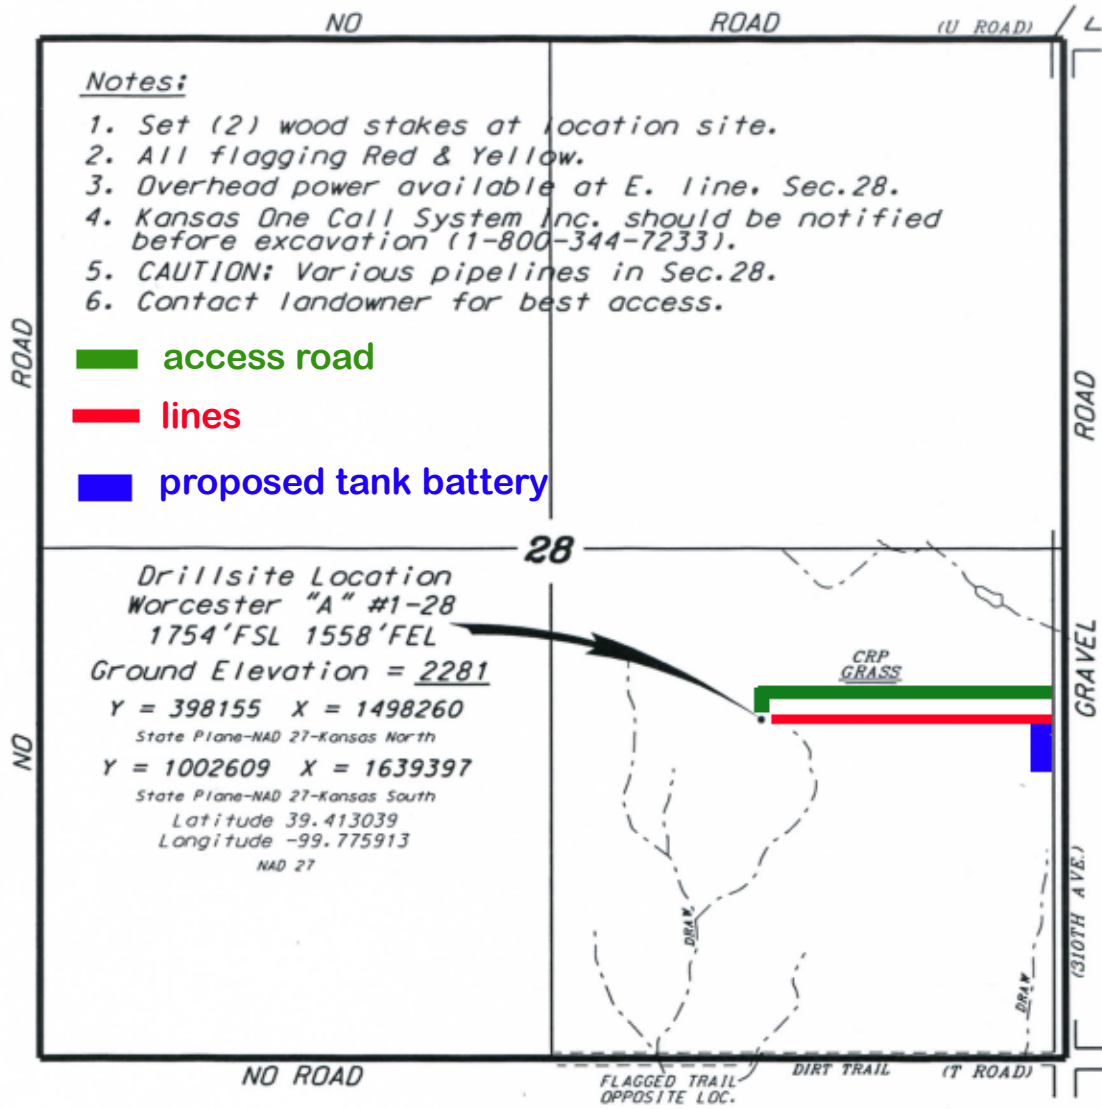 NO ROAD (U ROAD)
Notes:
1. Set (2) wood stakes at location site.
2. All flagging Red & Yellow.
3. Overhead power available at E. line, Sec.28.
4. Kansas One Call System Inc. should be notified
before excavation (1-800-344-7233).
5. CAUTION: Various pipelines in Sec.28.
6. Contact landowner for best access.
ROAD
NO
access road
lines
proposed tank battery
28
Drillsite Location
Worcester "A" #1-28
1754'FSL 1558'FEL
Ground Elevation = 2281
Y = 398155 X = 1498260
State Plane-NAD 27-Kansas North
Y = 1002609 X = 1639397
State Plane-NAD 27-Kansas South
Latitude 39.413039
Longitude -99.775913
NAD 27
CRP
GRASS
ROAD
GRAVEL
(310TH AVE.)
DRAW
DRAW
NO ROAD
FLAGGED TRAIL
OPPOSITE LOC.
DIRT TRAIL
(T ROAD)